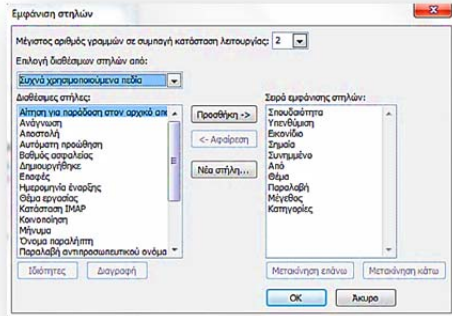 Εμφάνιση στηλών
Μέγιστος αριθμός γραμμών σε συμπαγή κατάσταση λειτουργίας: 2
Επιλογή διαθέσιμων στηλών από:
Συχνά χρησιμοποιούμενα πεδία
Διαθέσιμες στήλες:
Αίτηση για παράδοση στον αρχικό απο
Ανάγνωση
Αποστολή
Αυτόματη προώθηση
Βαθμός ασφαλείας
Δημιουργήθηκε
Επαφές
Ημερομηνία έναρξης
Θέμα εργασίας
Κατάσταση IMAP
Κοινοποίηση
Μήνυμα
Όνομα παραλήπτη
Παραλαβή αντιπροσωπευτικού ονόμα
Ιδιότητες
Διαγραφή
Προσθήκη ->
<- Αφαίρεση
Νέα στήλη...
Σειρά εμφάνισης στηλών:
Σπουδαιότητα
Υπενθύμιση
Εικονίδιο
Σημαία
Συνημμένο
Από
Θέμα
Παραλαβή
Μέγεθος
Κατηγορίες
Μετακίνηση επάνω
Μετακίνηση κάτω
OK
Άκυρο